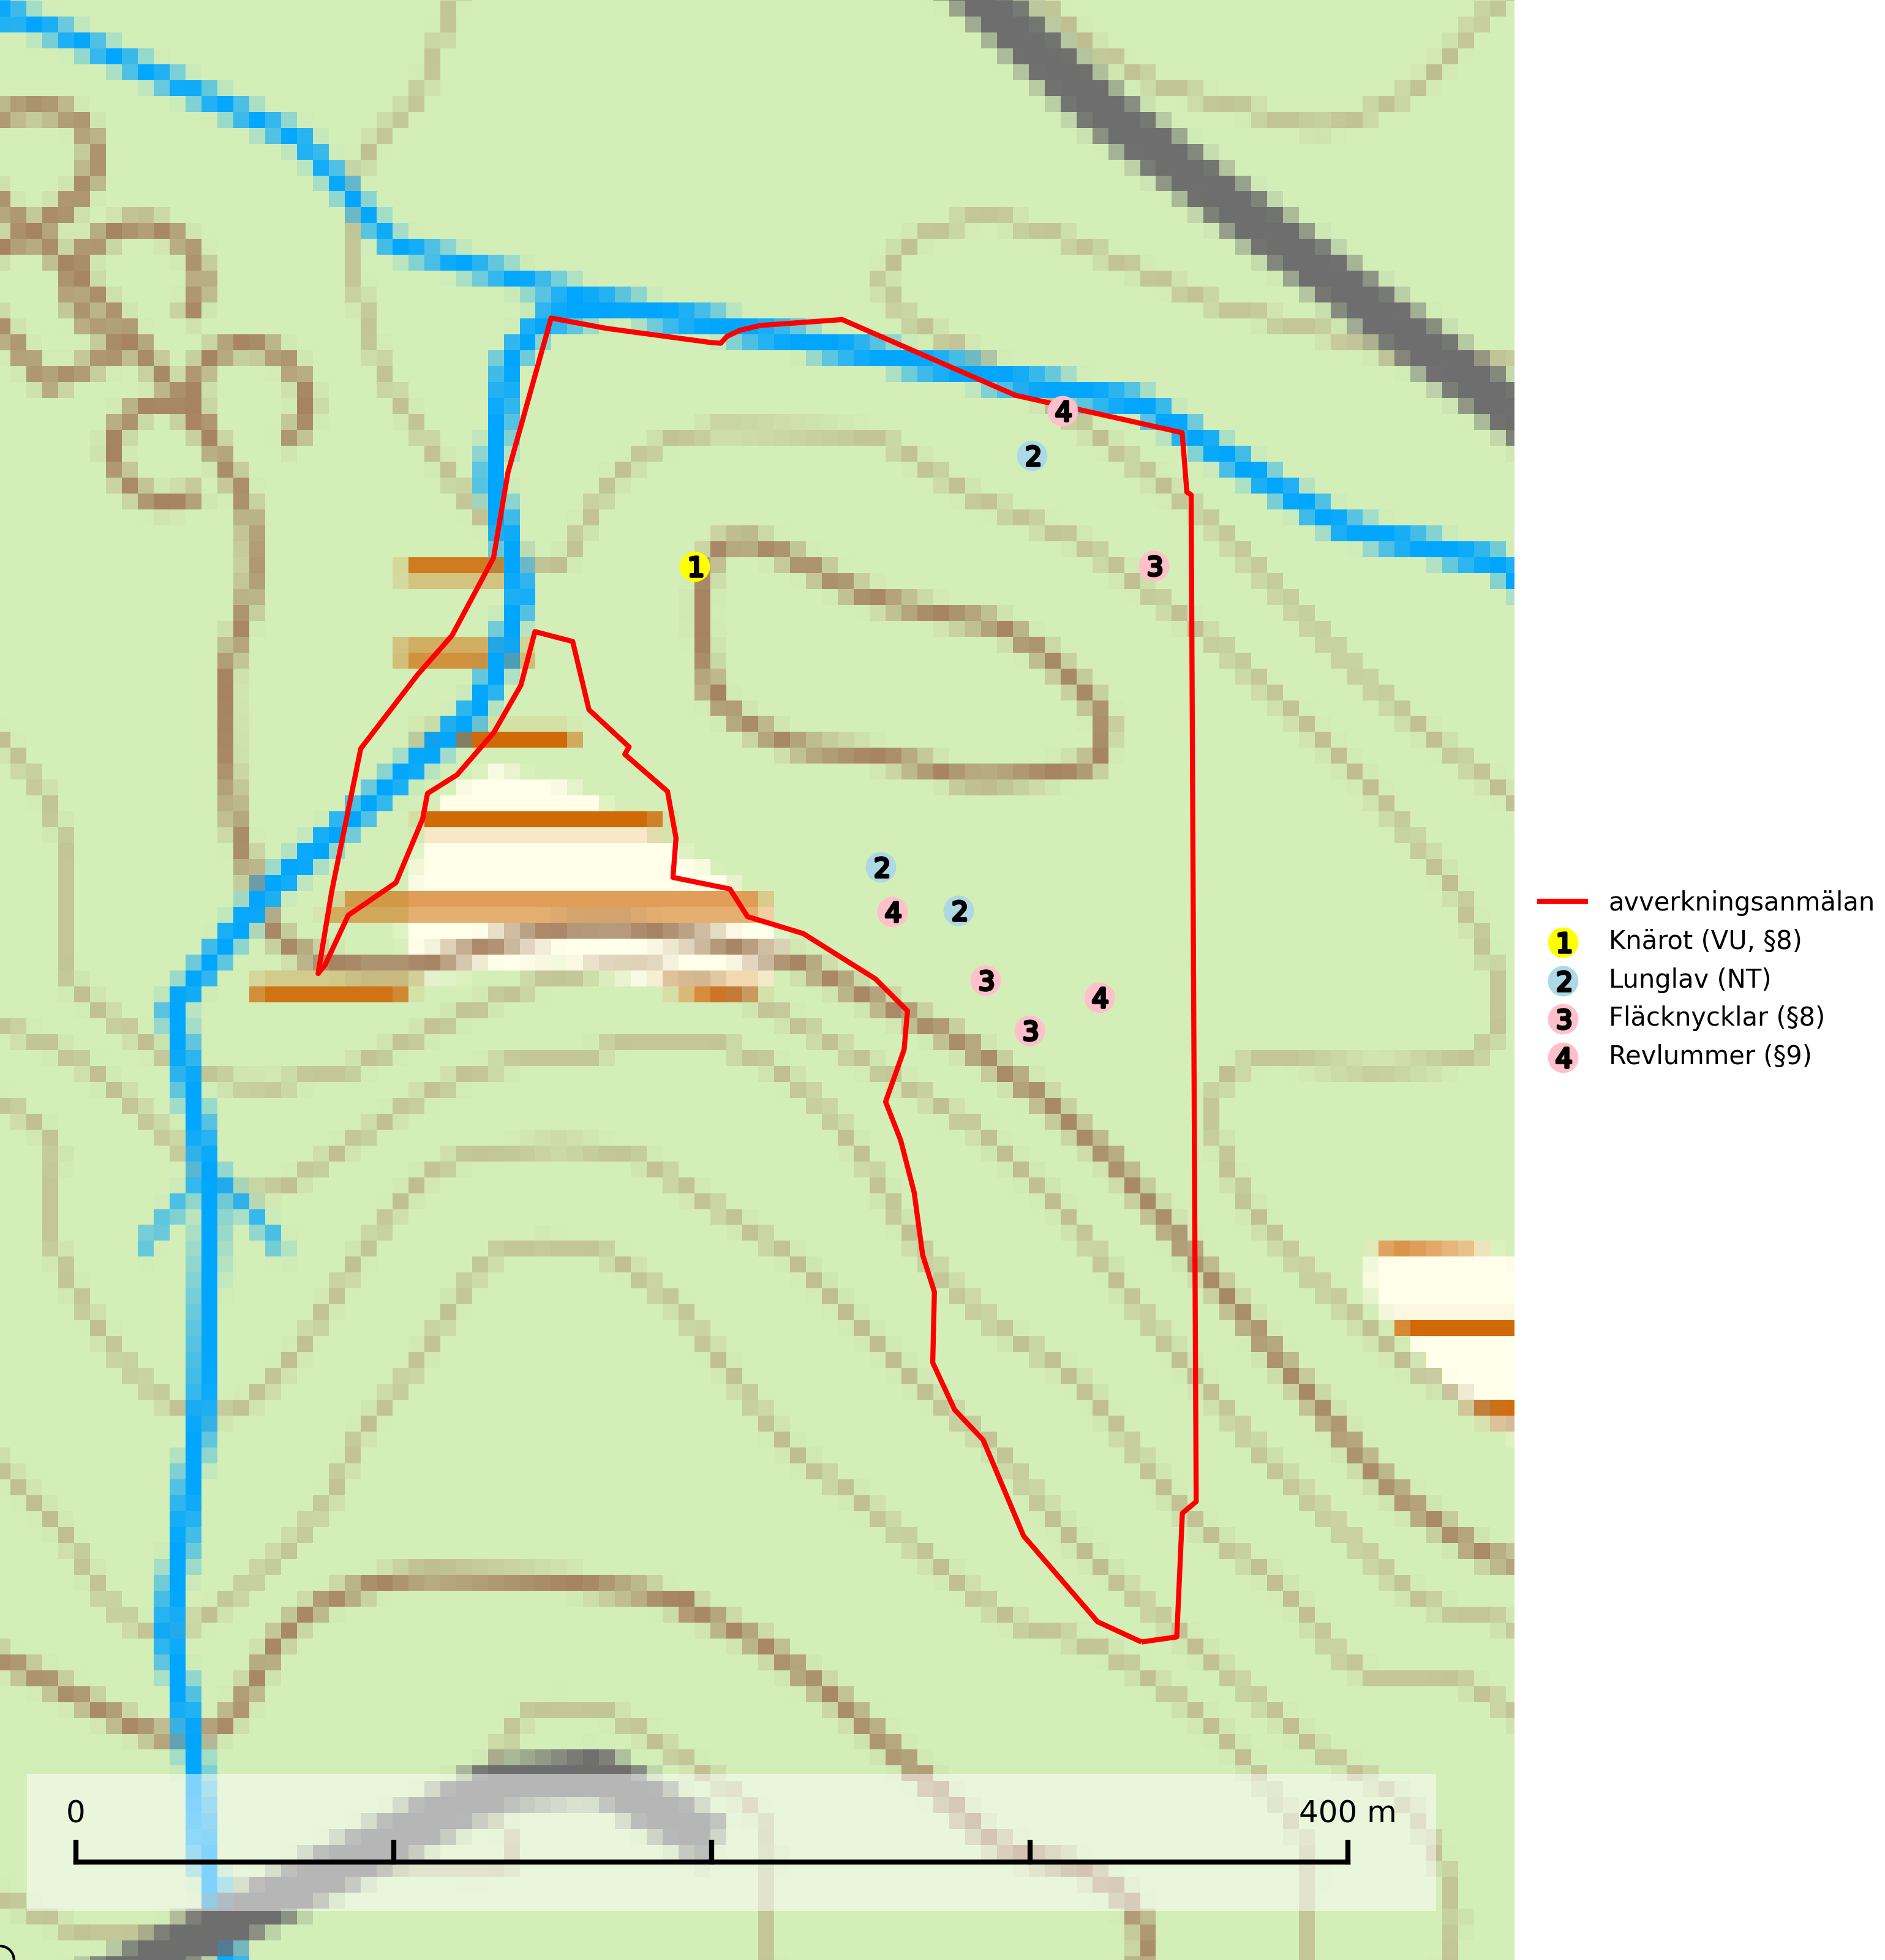 4
2
1
3
2
4
2
3
4
3
avverkningsanmälan
1 Knärot (VU, §8)
2 Lunglav (NT)
3 Fläcknycklar (§8)
4 Revlummer (§9)
0 400 m